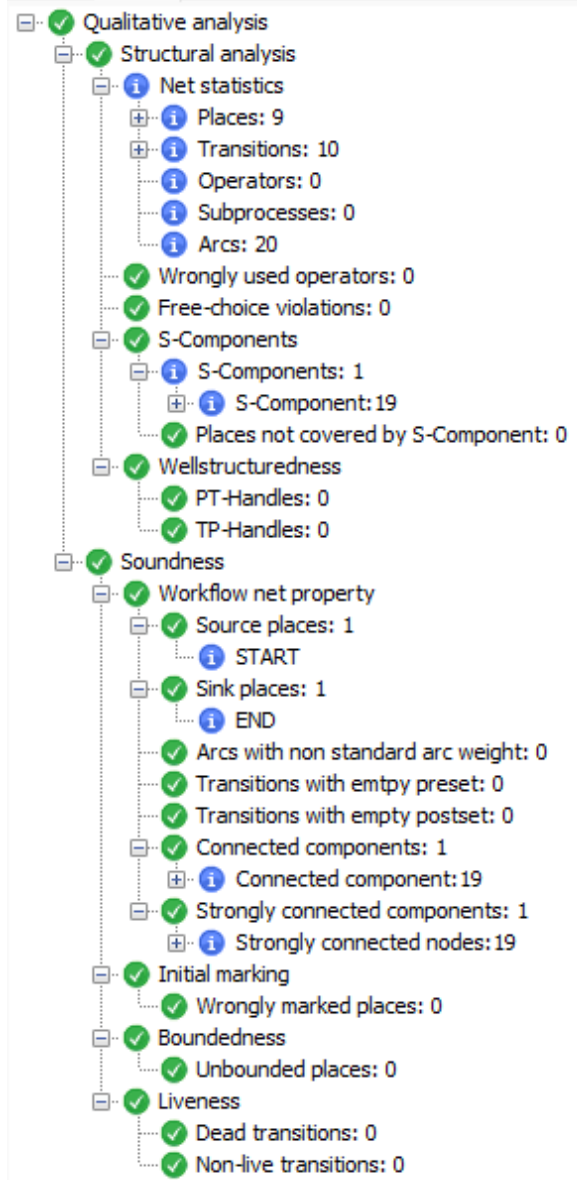 Qualitative analysis
Structural analysis
Net statistics
Places: 9
Transitions: 10
Operators: 0
Subprocesses: 0
Arcs: 20
Wrongly used operators: 0
Free-choice violations: 0
S-Components
S-Components: 1
S-Component:19
Places not covered by S-Component: 0
Wellstructuredness
PT-Handles: 0
TP-Handles: 0
Soundness
Workflow net property
Source places: 1
START
Sink places: 1
END
Arcs with non standard arc weight: 0
Transitions with emtpy preset: 0
Transitions with empty postset: 0
Connected components: 1
Connected component:19
Strongly connected components: 1
Strongly connected nodes:19
Initial marking
Wrongly marked places: 0
Boundedness
Unbounded places: 0
Liveness
Dead transitions: 0
Non-live transitions: 0